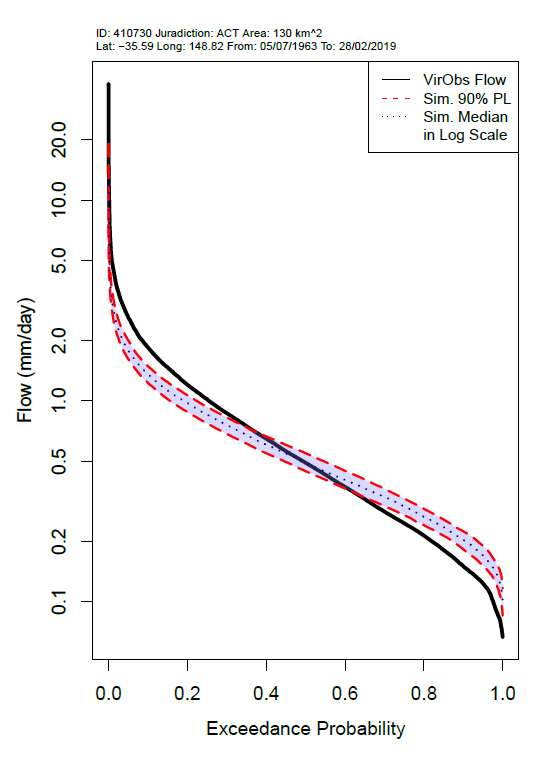 ID: 410730 Juradiction: ACT Area: 130 km^2
Lat: −35.59 Long: 148.82 From: 05/07/1963 To: 28/02/2019
VirObs Flow
Sim. 90% PL
Sim. Median
in Log Scale
20.0
10.0
5.0
2.0
1.0
0.5
0.2
0.1
Flow (mm/day)
0.0 0.2 0.4 0.6 0.8 1.0
Exceedance Probability